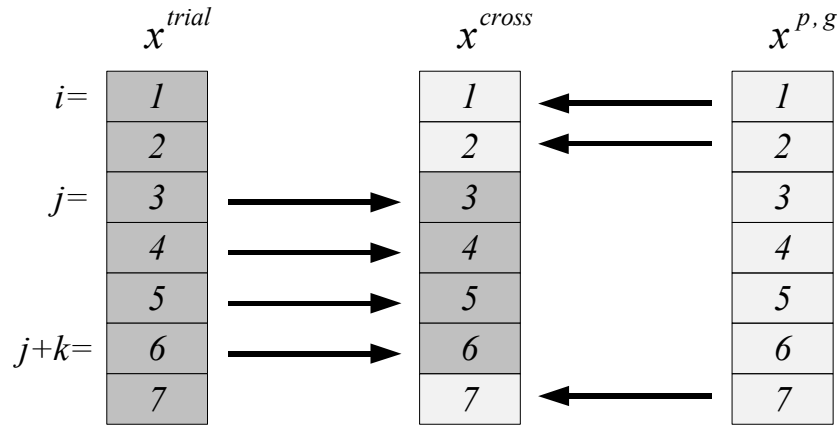 x^trial x^cross x^p,g
i= 1 1 1
2 2 2
j= 3 3 3
4 4 4
5 5 5
j+k= 6 6 6
7 7 7